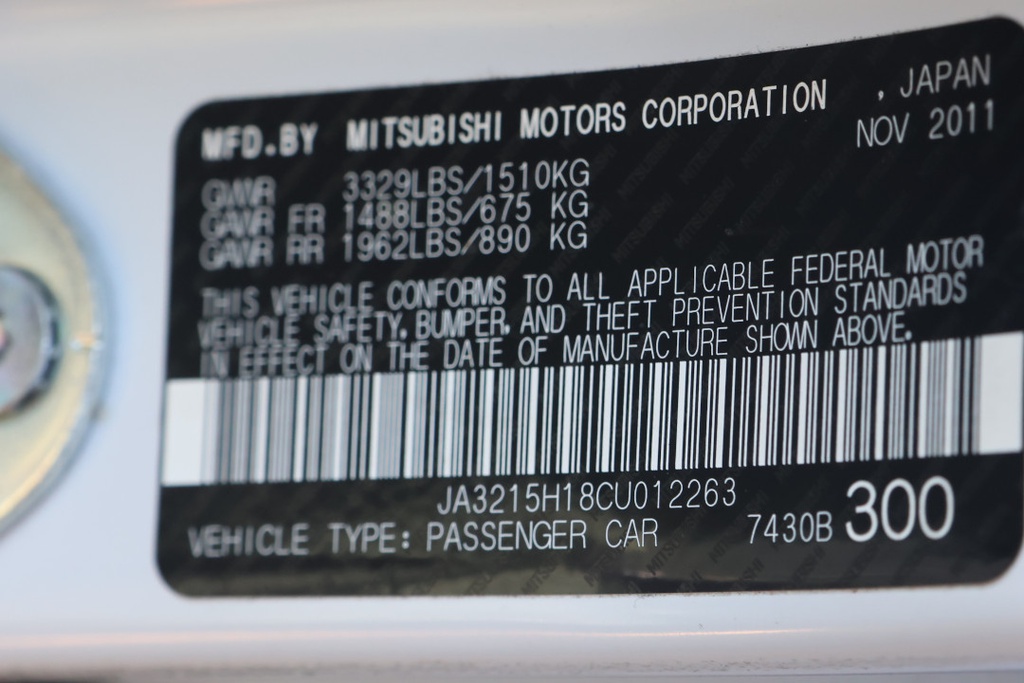 MFD.BY MITSUBISHI MOTORS CORPORATION , JAPAN
NOV 2011
GVWR 3329LBS/1510KG
GAWR FR 1488LBS/675 KG
GAWR RR 1962LBS/890 KG
THIS VEHICLE CONFORMS TO ALL APPLICABLE FEDERAL MOTOR
VEHICLE SAFETY, BUMPER, AND THEFT PREVENTION STANDARDS
IN EFFECT ON THE DATE OF MANUFACTURE SHOWN ABOVE.
JA3215H18CU012263
VEHICLE TYPE: PASSENGER CAR 7430B 300